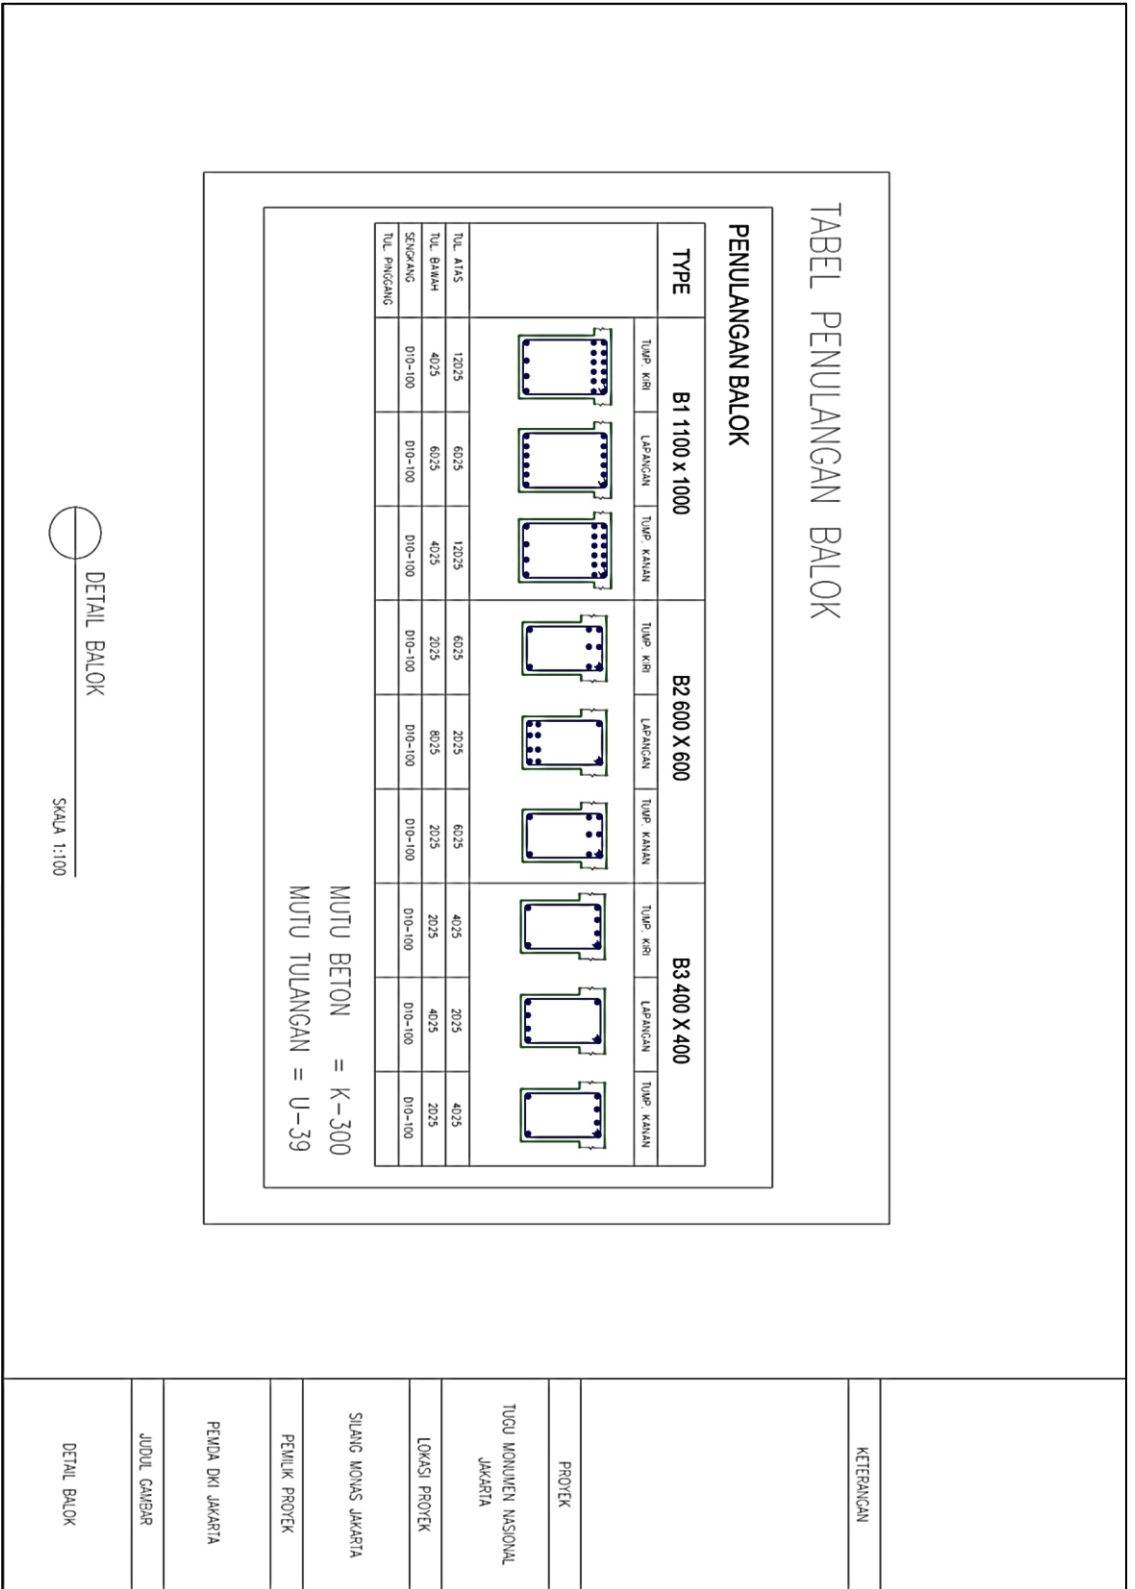 TABEL PENULANGAN BALOK
PENULANGAN BALOK
TYPE B1 1100 x 1000 B2 600 X 600 B3 400 X 400
TUMP. KIRI LAPANGAN TUMP. KANAN TUMP. KIRI LAPANGAN TUMP. KANAN TUMP. KIRI LAPANGAN TUMP. KANAN
TUL. ATAS 12D25 6D25 12D25 6D25 2D25 6D25 4D25 2D25 4D25
TUL. BAWAH 4D25 6D25 4D25 2D25 8D25 2D25 2D25 4D25 2D25
SENGKANG D10-100 D10-100 D10-100 D10-100 D10-100 D10-100 D10-100 D10-100 D10-100
TUL. PINGGANG
MUTU BETON = K-300
MUTU TULANGAN = U-39
DETAIL BALOK
SKALA 1:100
KETERANGAN
PROYEK
TUGU MONUMEN NASIONAL
JAKARTA
LOKASI PROYEK
SILANG MONAS JAKARTA
PEMILIK PROYEK
PEMDA DKI JAKARTA
JUDUL GAMBAR
DETAIL BALOK